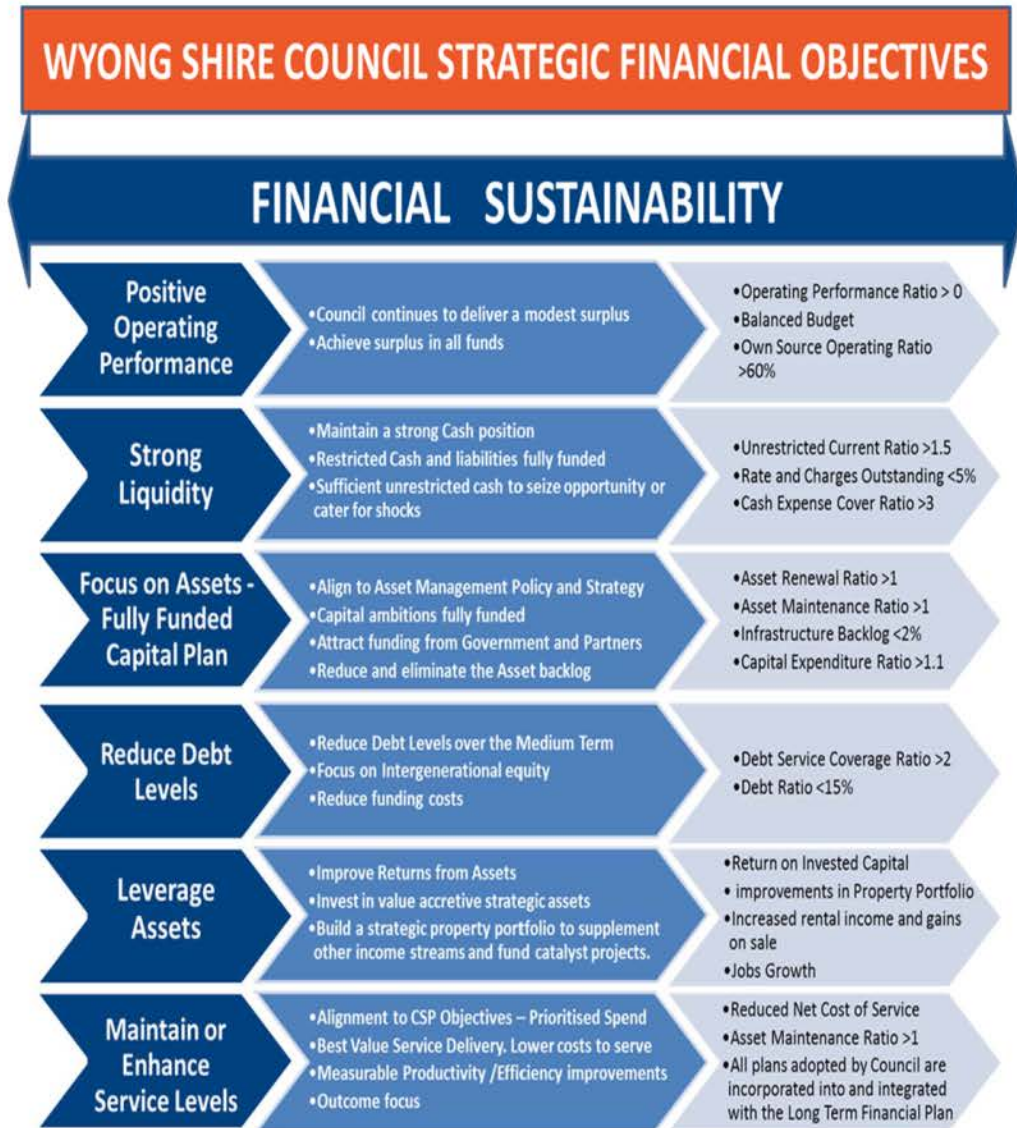 WYONG SHIRE COUNCIL STRATEGIC FINANCIAL OBJECTIVES
FINANCIAL SUSTAINABILITY
Positive
Operating
Performance
•Council continues to deliver a modest surplus
•Achieve surplus in all funds
•Operating Performance Ratio > 0
•Balanced Budget
•Own Source Operating Ratio
>60%
Strong
Liquidity
•Maintain a strong Cash position
•Restricted Cash and liabilities fully funded
•Sufficient unrestricted cash to seize opportunity or
cater for shocks
•Unrestricted Current Ratio >1.5
•Rate and Charges Outstanding <5%
•Cash Expense Cover Ratio >3
Focus on Assets -
Fully Funded
Capital Plan
•Align to Asset Management Policy and Strategy
•Capital ambitions fully funded
•Attract funding from Government and Partners
•Reduce and eliminate the Asset backlog
•Asset Renewal Ratio >1
•Asset Maintenance Ratio >1
•Infrastructure Backlog <2%
•Capital Expenditure Ratio >1.1
Reduce Debt
Levels
•Reduce Debt Levels over the Medium Term
•Focus on Intergenerational equity
•Reduce funding costs
•Debt Service Coverage Ratio >2
•Debt Ratio <15%
Leverage
Assets
•Improve Returns from Assets
•Invest in value accretive strategic assets
•Build a strategic property portfolio to supplement
other income streams and fund catalyst projects.
•Return on Invested Capital
• improvements in Property Portfolio
•Increased rental income and gains
on sale
•Jobs Growth
Maintain or
Enhance
Service Levels
•Alignment to CSP Objectives – Prioritised Spend
•Best Value Service Delivery. Lower costs to serve
•Measurable Productivity /Efficiency improvements
•Outcome focus
•Reduced Net Cost of Service
•Asset Maintenance Ratio >1
•All plans adopted by Council are
incorporated into and integrated
with the Long Term Financial Plan